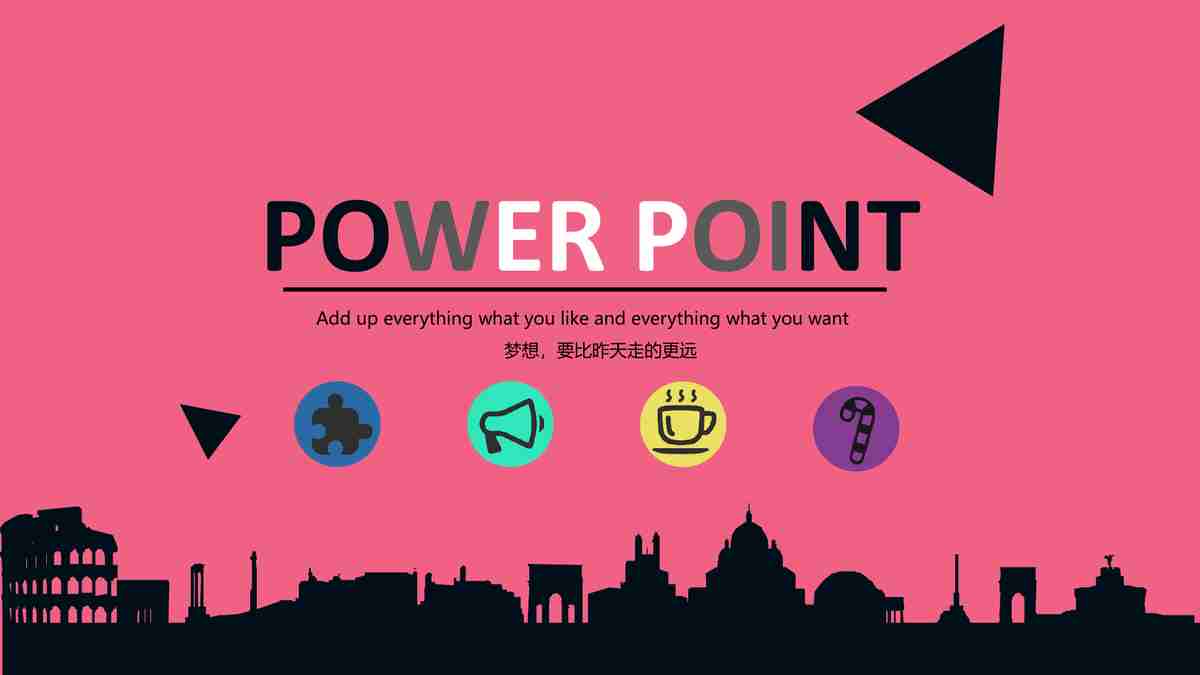 POWER POINT
Add up everything what you like and everything what you want
梦想，要比昨天走的更远